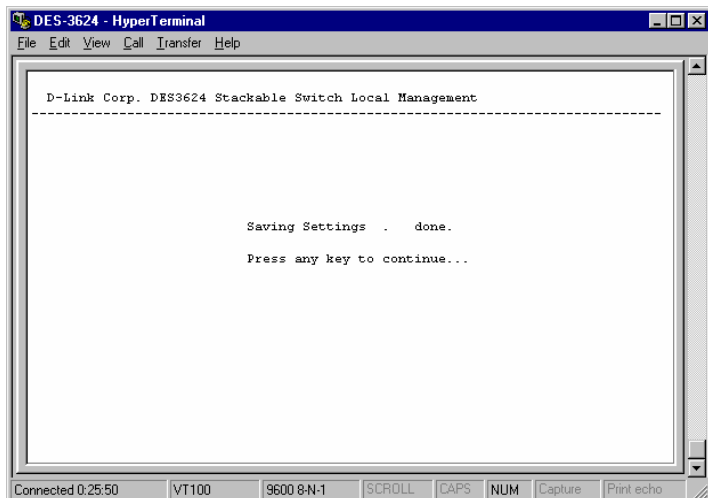 DES-3624 - HyperTerminal
File Edit View Call Transfer Help
D-Link Corp. DES3624 Stackable Switch Local Management
--------------------------------------------------------------------------------
Saving Settings . done.
Press any key to continue...
Connected 0:25:50 VT100 9600 8-N-1 SCROLL CAPS NUM Capture Print echo